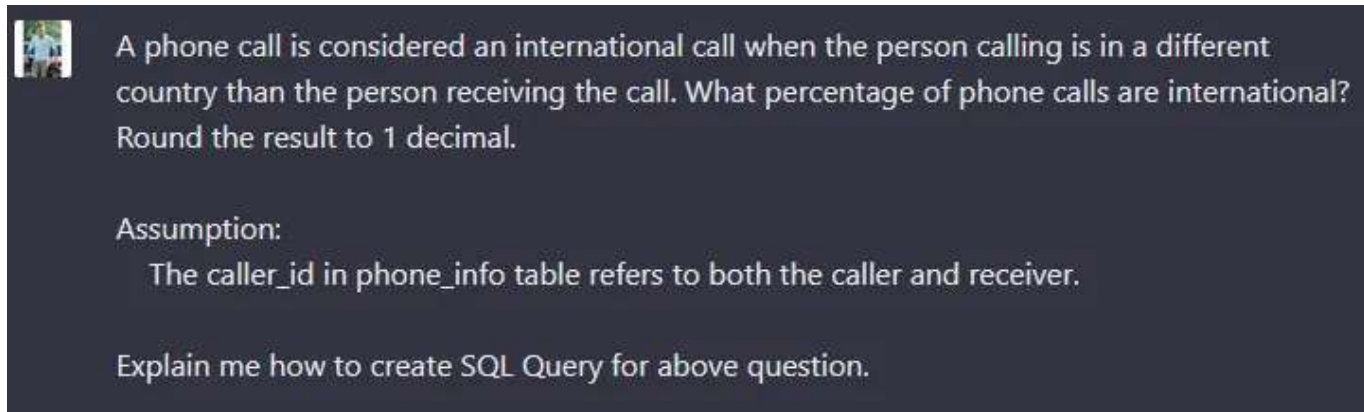 A phone call is considered an international call when the person calling is in a different
country than the person receiving the call. What percentage of phone calls are international?
Round the result to 1 decimal.
Assumption:
The caller_id in phone_info table refers to both the caller and receiver.
Explain me how to create SQL Query for above question.